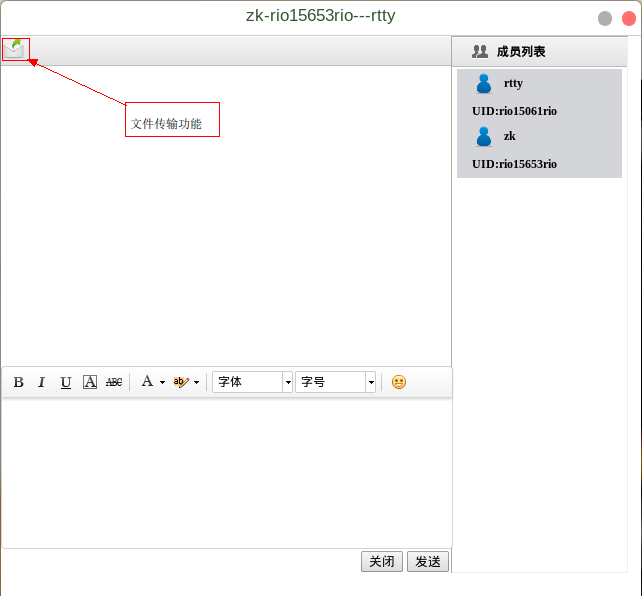 zk-rio15653rio---rtty
成员列表
rtty
UID:rio15061rio
zk
UID:rio15653rio
文件传输功能
B I U A ABC A ab 字体 字号
关闭 发送